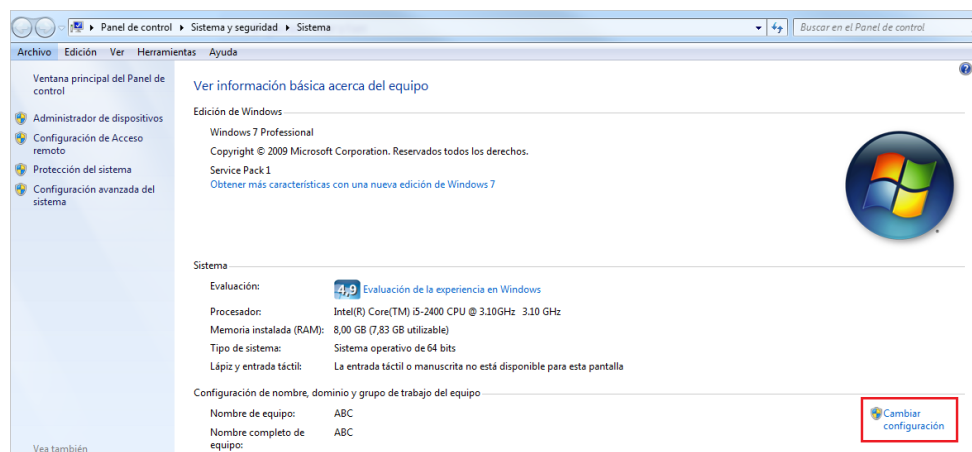 Panel de control ▸ Sistema y seguridad ▸ Sistema
Buscar en el Panel de control
Archivo Edición Ver Herramientas Ayuda
Ventana principal del Panel de
control
Administrador de dispositivos
Configuración de Acceso
remoto
Protección del sistema
Configuración avanzada del
sistema
Vea también
Ver información básica acerca del equipo
Edición de Windows
Windows 7 Professional
Copyright © 2009 Microsoft Corporation. Reservados todos los derechos.
Service Pack 1
Obtener más características con una nueva edición de Windows 7
Sistema
Evaluación: 4,9 Evaluación de la experiencia en Windows
Procesador: Intel(R) Core(TM) i5-2400 CPU @ 3.10GHz 3.10 GHz
Memoria instalada (RAM): 8,00 GB (7,83 GB utilizable)
Tipo de sistema: Sistema operativo de 64 bits
Lápiz y entrada táctil: La entrada táctil o manuscrita no está disponible para esta pantalla
Configuración de nombre, dominio y grupo de trabajo del equipo
Nombre de equipo: ABC
Nombre completo de
equipo: ABC
Cambiar
configuración